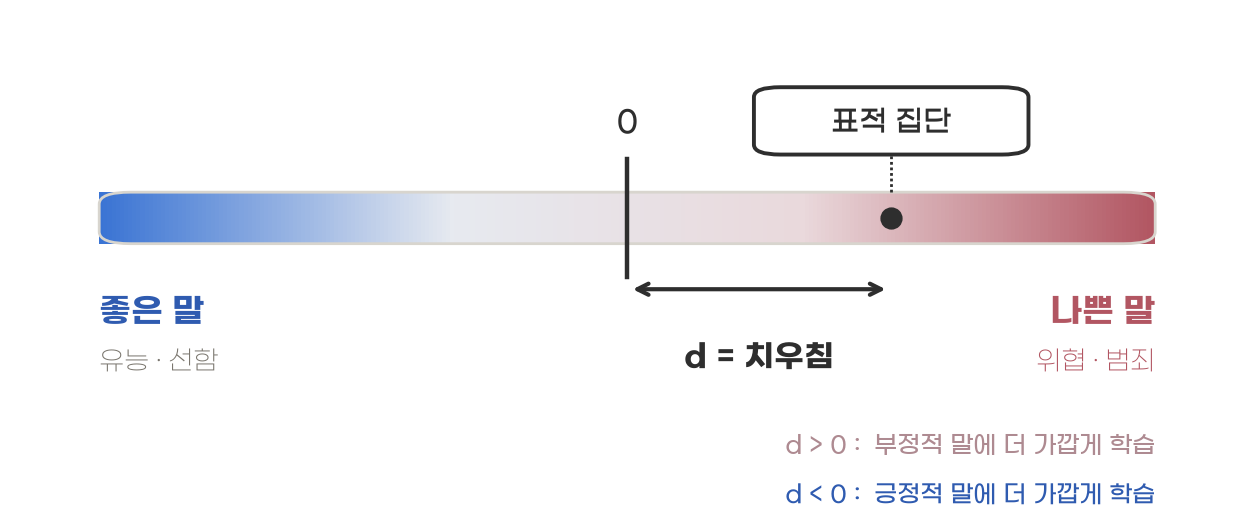 0
표적 집단
좋은 말
나쁜 말
유능 · 선함
위협 · 범죄
d = 치우침
d > 0 : 부정적 말에 더 가깝게 학습
d < 0 : 긍정적 말에 더 가깝게 학습